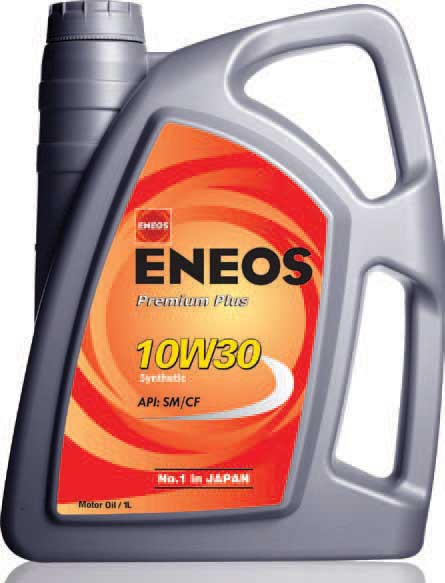 ENEOS
ENEOS
Premium Plus
10W30
Synthetic
API: SM/CF
No.1 in JAPAN
Motor Oil / 1L